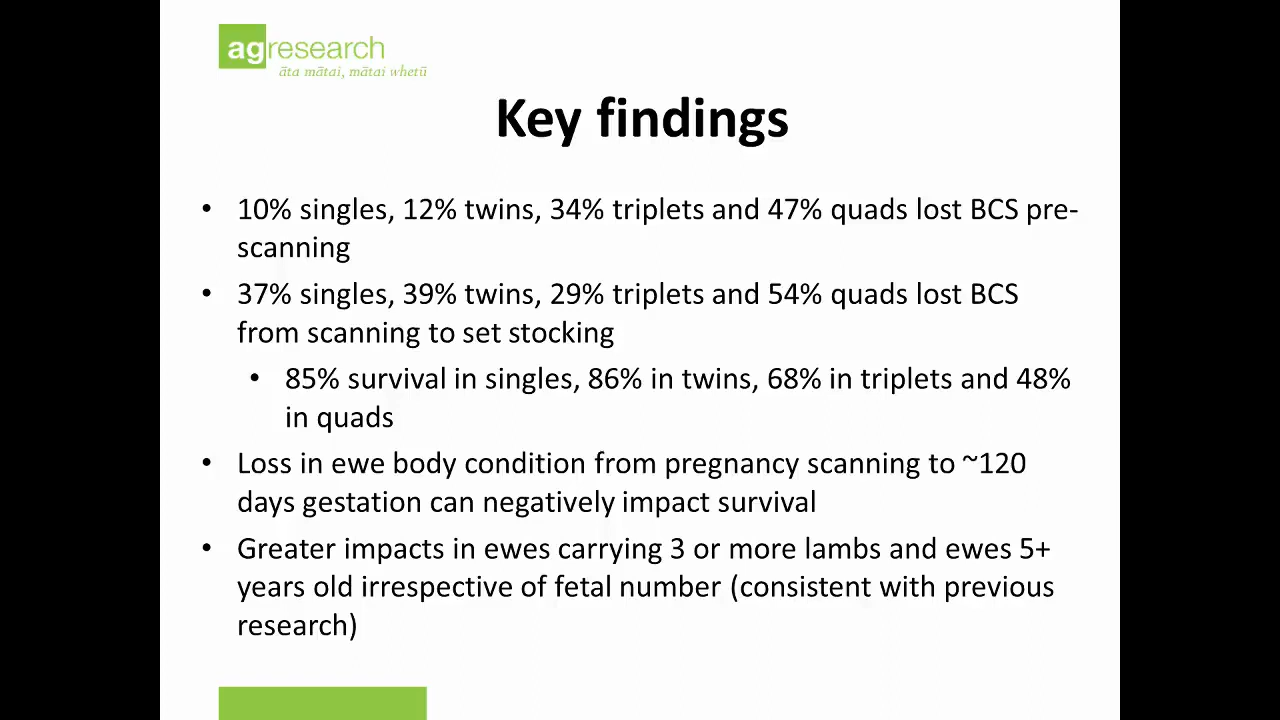 agresearch
āta mātai, mātai whetū
Key findings
• 10% singles, 12% twins, 34% triplets and 47% quads lost BCS pre-
scanning
• 37% singles, 39% twins, 29% triplets and 54% quads lost BCS
from scanning to set stocking
• 85% survival in singles, 86% in twins, 68% in triplets and 48%
in quads
• Loss in ewe body condition from pregnancy scanning to ~120
days gestation can negatively impact survival
• Greater impacts in ewes carrying 3 or more lambs and ewes 5+
years old irrespective of fetal number (consistent with previous
research)